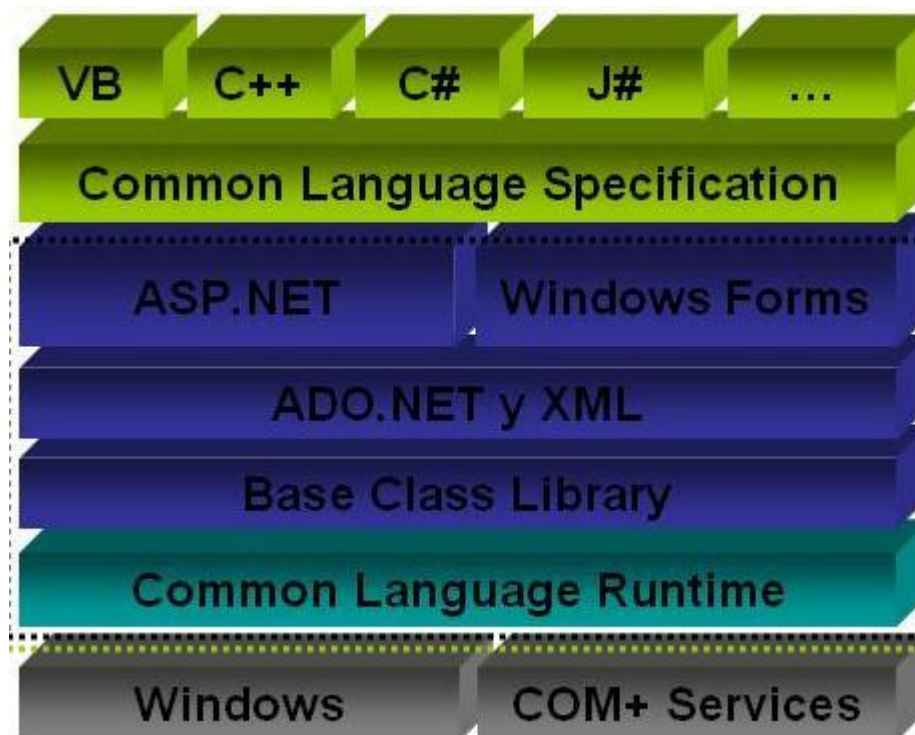 VB C++ C# J# ...
Common Language Specification
ASP.NET Windows Forms
ADO.NET y XML
Base Class Library
Common Language Runtime
Windows COM+ Services